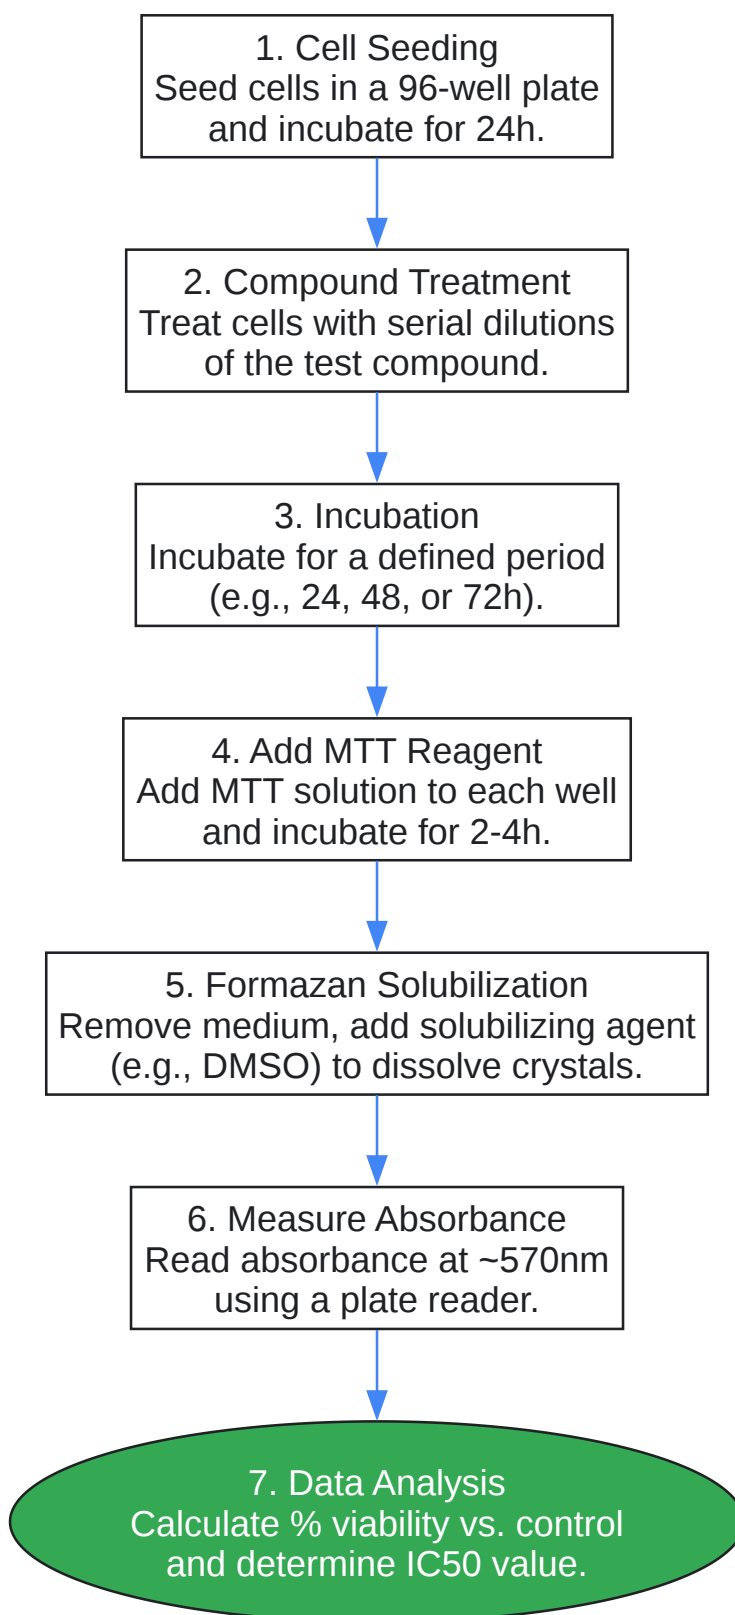 1. Cell Seeding
Seed cells in a 96-well plate
and incubate for 24h.
2. Compound Treatment
Treat cells with serial dilutions
of the test compound.
3. Incubation
Incubate for a defined period
(e.g., 24, 48, or 72h).
4. Add MTT Reagent
Add MTT solution to each well
and incubate for 2-4h.
5. Formazan Solubilization
Remove medium, add solubilizing agent
(e.g., DMSO) to dissolve crystals.
6. Measure Absorbance
Read absorbance at ~570nm
using a plate reader.
7. Data Analysis
Calculate % viability vs. control
and determine IC50 value.